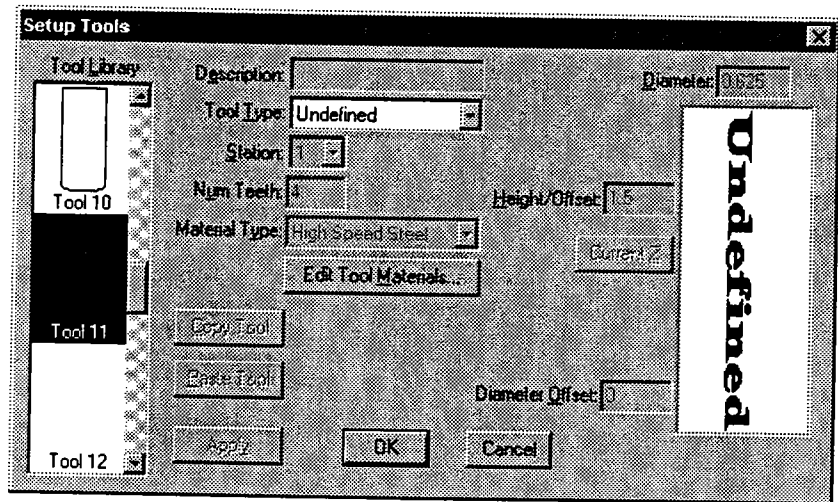 Setup Tools
Tool Library
Tool 10
Tool 11
Tool 12
Description:
Tool Type: Undefined
Station: 1
Num Teeth: 4
Material Type: High Speed Steel
Edit Tool Materials...
Copy Tool
Paste Tool
Apply
OK
Cancel
Diameter: 0.625
Height/Offset: 1.5
Current Z
Diameter Offset: 0
Undefined